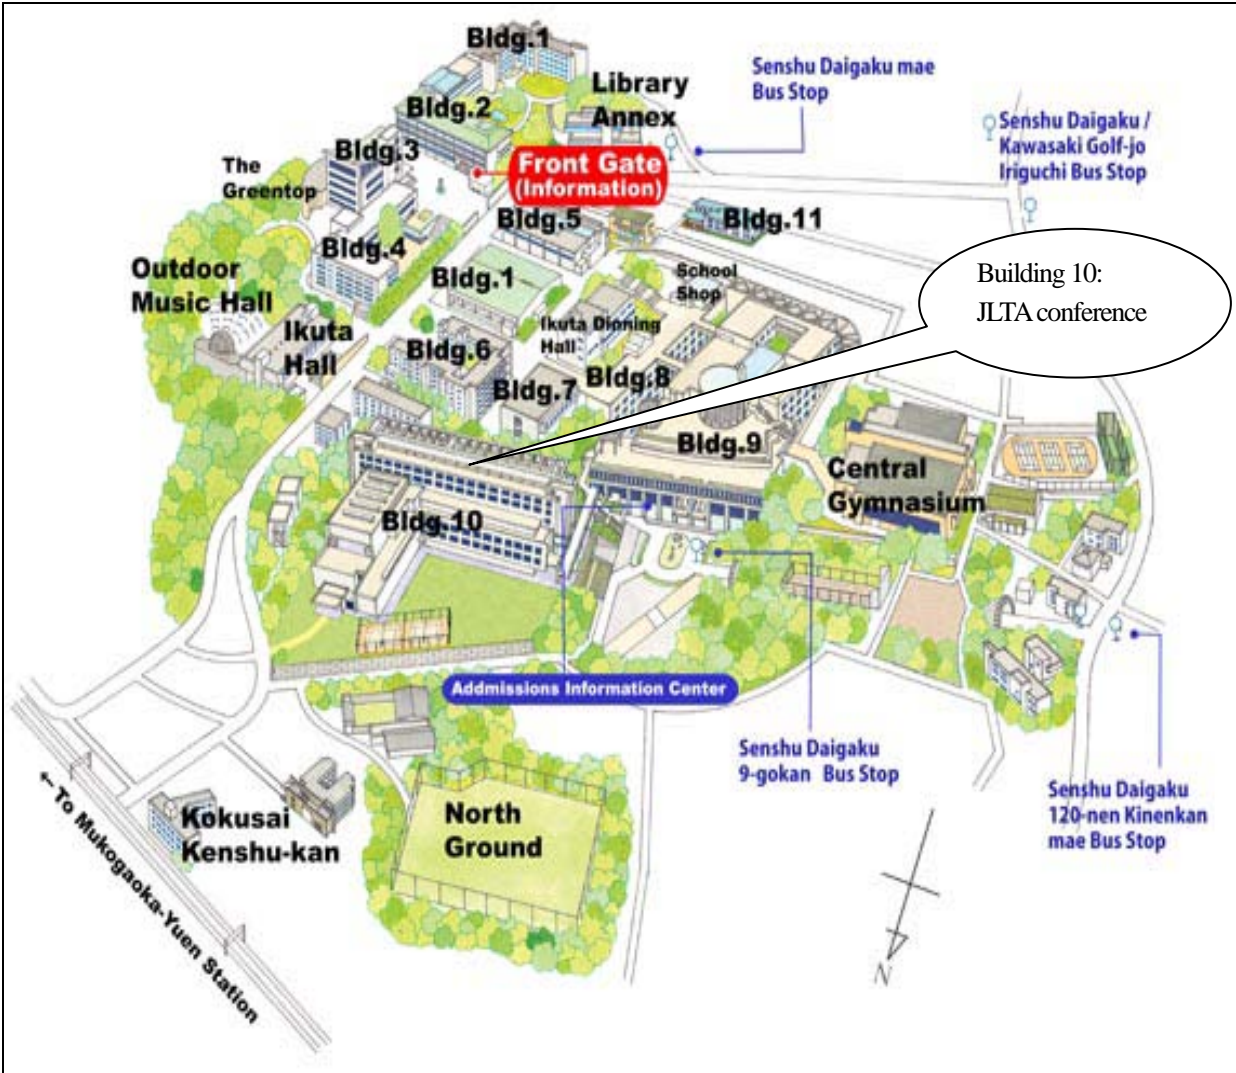 Bldg.1
Library
Annex
Senshu Daigaku mae
Bus Stop
Bldg.2
Senshu Daigaku /
Kawasaki Golf-jo
Iriguchi Bus Stop
Bldg.3
The
Greentop
Front Gate
(Information)
Bldg.5
Bldg.11
Bldg.4
Outdoor
Music Hall
Bldg.1
School
Shop
Building 10:
JLTA conference
Ikuta
Hall
Ikuta Dioning
Hall
Bldg.6
Bldg.7
Bldg.8
Bldg.9
Central
Gymnasium
Bldg.10
Addmissions Information Center
Senshu Daigaku
9-gokan Bus Stop
Senshu Daigaku
120-nen Kinenkan
mae Bus Stop
Kokusai
Kenshu-kan
North
Ground
← To Mukogaoka-Yuen Station
N